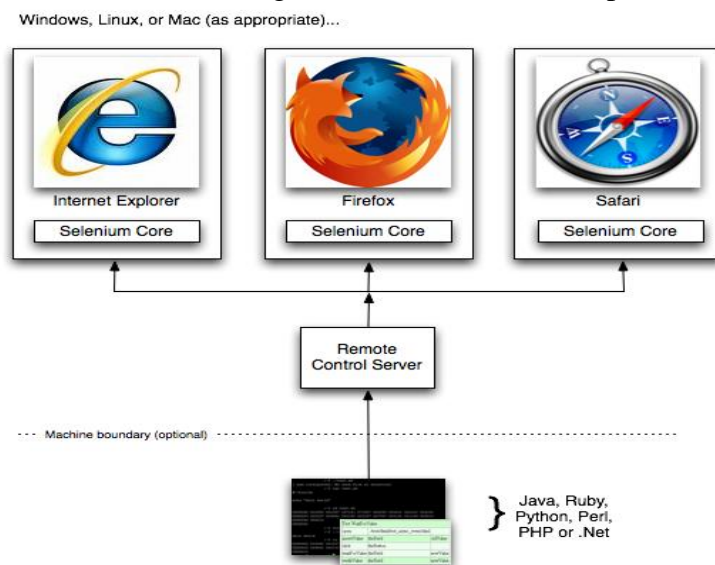 Windows, Linux, or Mac (as appropriate)...
Internet Explorer
Selenium Core
Firefox
Selenium Core
Safari
Selenium Core
Remote
Control Server
Machine boundary (optional)
Java, Ruby,
Python, Perl,
PHP or .Net